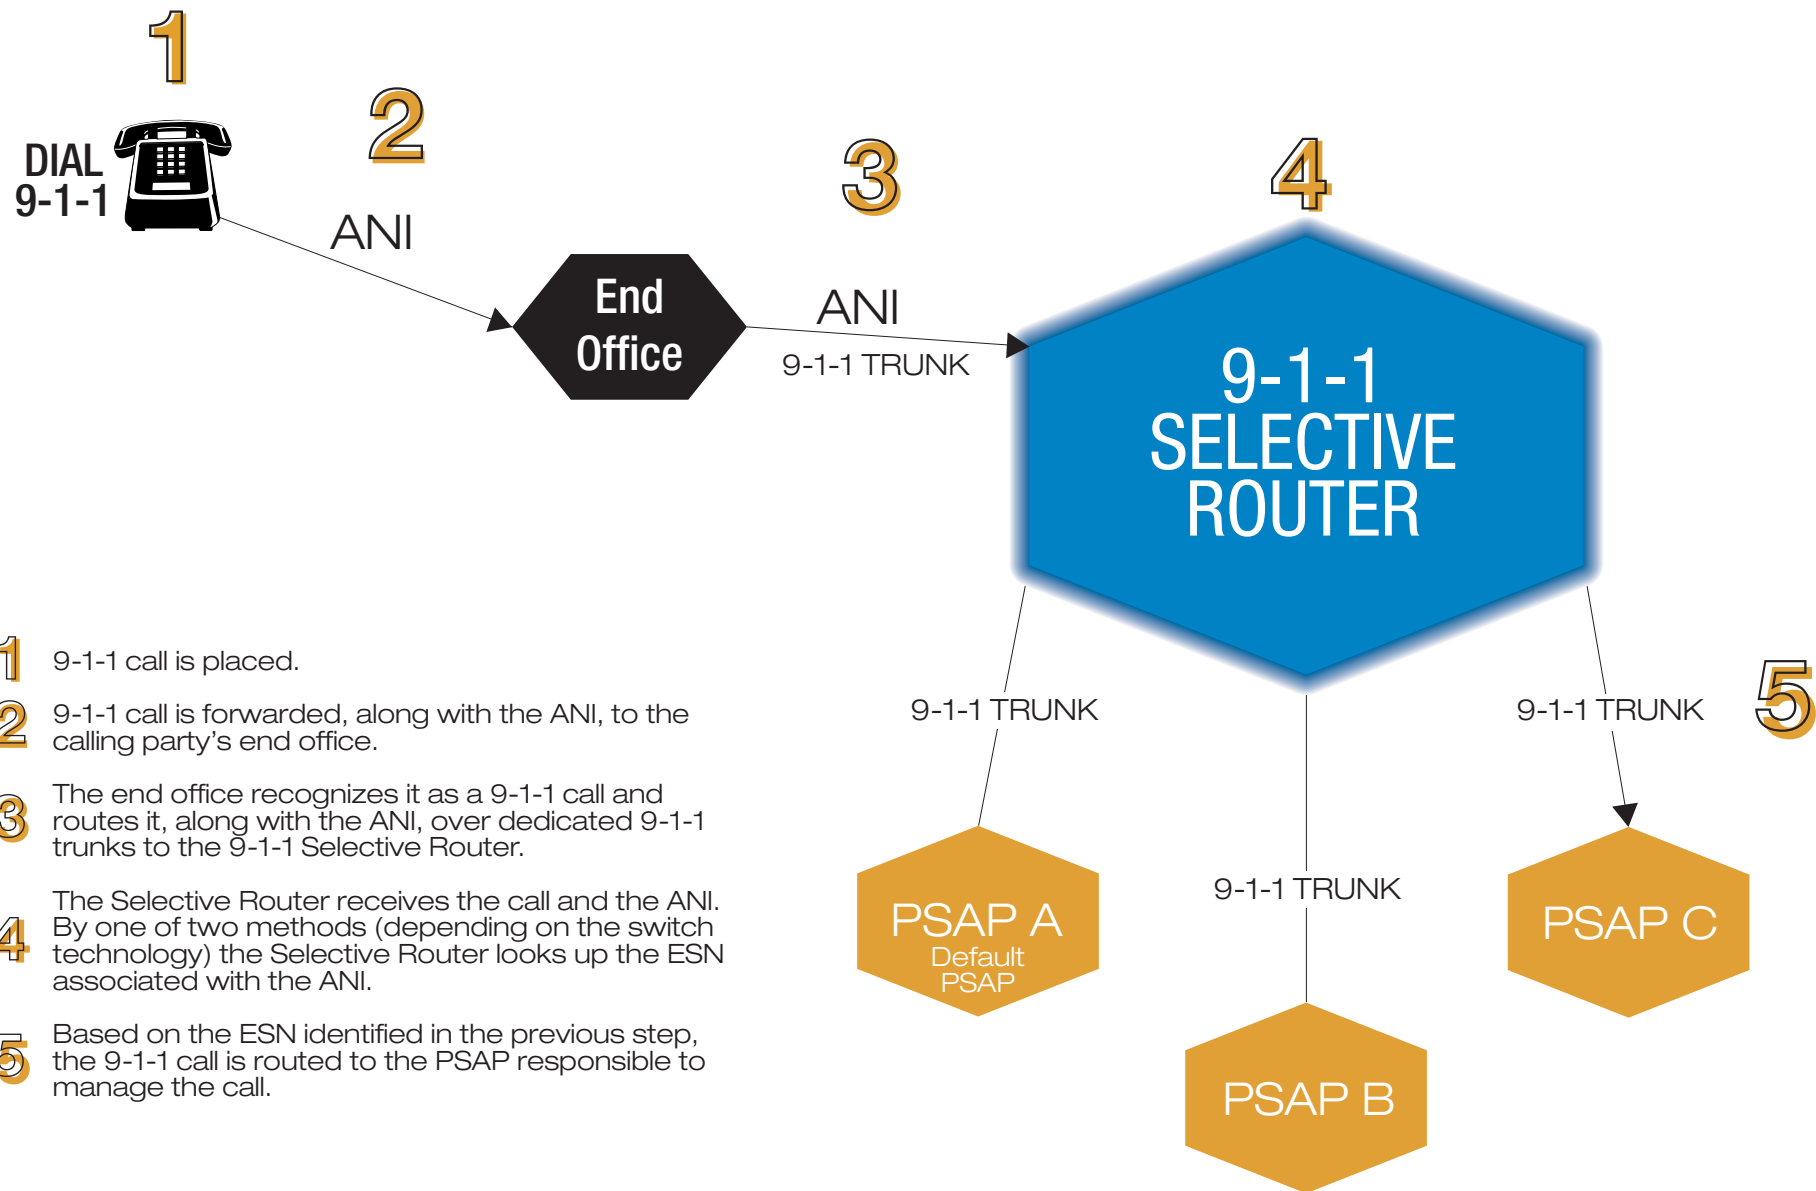 1
2
3
4
DIAL
9-1-1
ANI
End
Office
ANI
9-1-1 TRUNK
9-1-1
SELECTIVE
ROUTER
1 9-1-1 call is placed.
2 9-1-1 call is forwarded, along with the ANI, to the
calling party's end office.
3 The end office recognizes it as a 9-1-1 call and
routes it, along with the ANI, over dedicated 9-1-1
trunks to the 9-1-1 Selective Router.
4 The Selective Router receives the call and the ANI.
By one of two methods (depending on the switch
technology) the Selective Router looks up the ESN
associated with the ANI.
5 Based on the ESN identified in the previous step,
the 9-1-1 call is routed to the PSAP responsible to
manage the call.
9-1-1 TRUNK
9-1-1 TRUNK
9-1-1 TRUNK
5
PSAP A
Default
PSAP
PSAP B
PSAP C